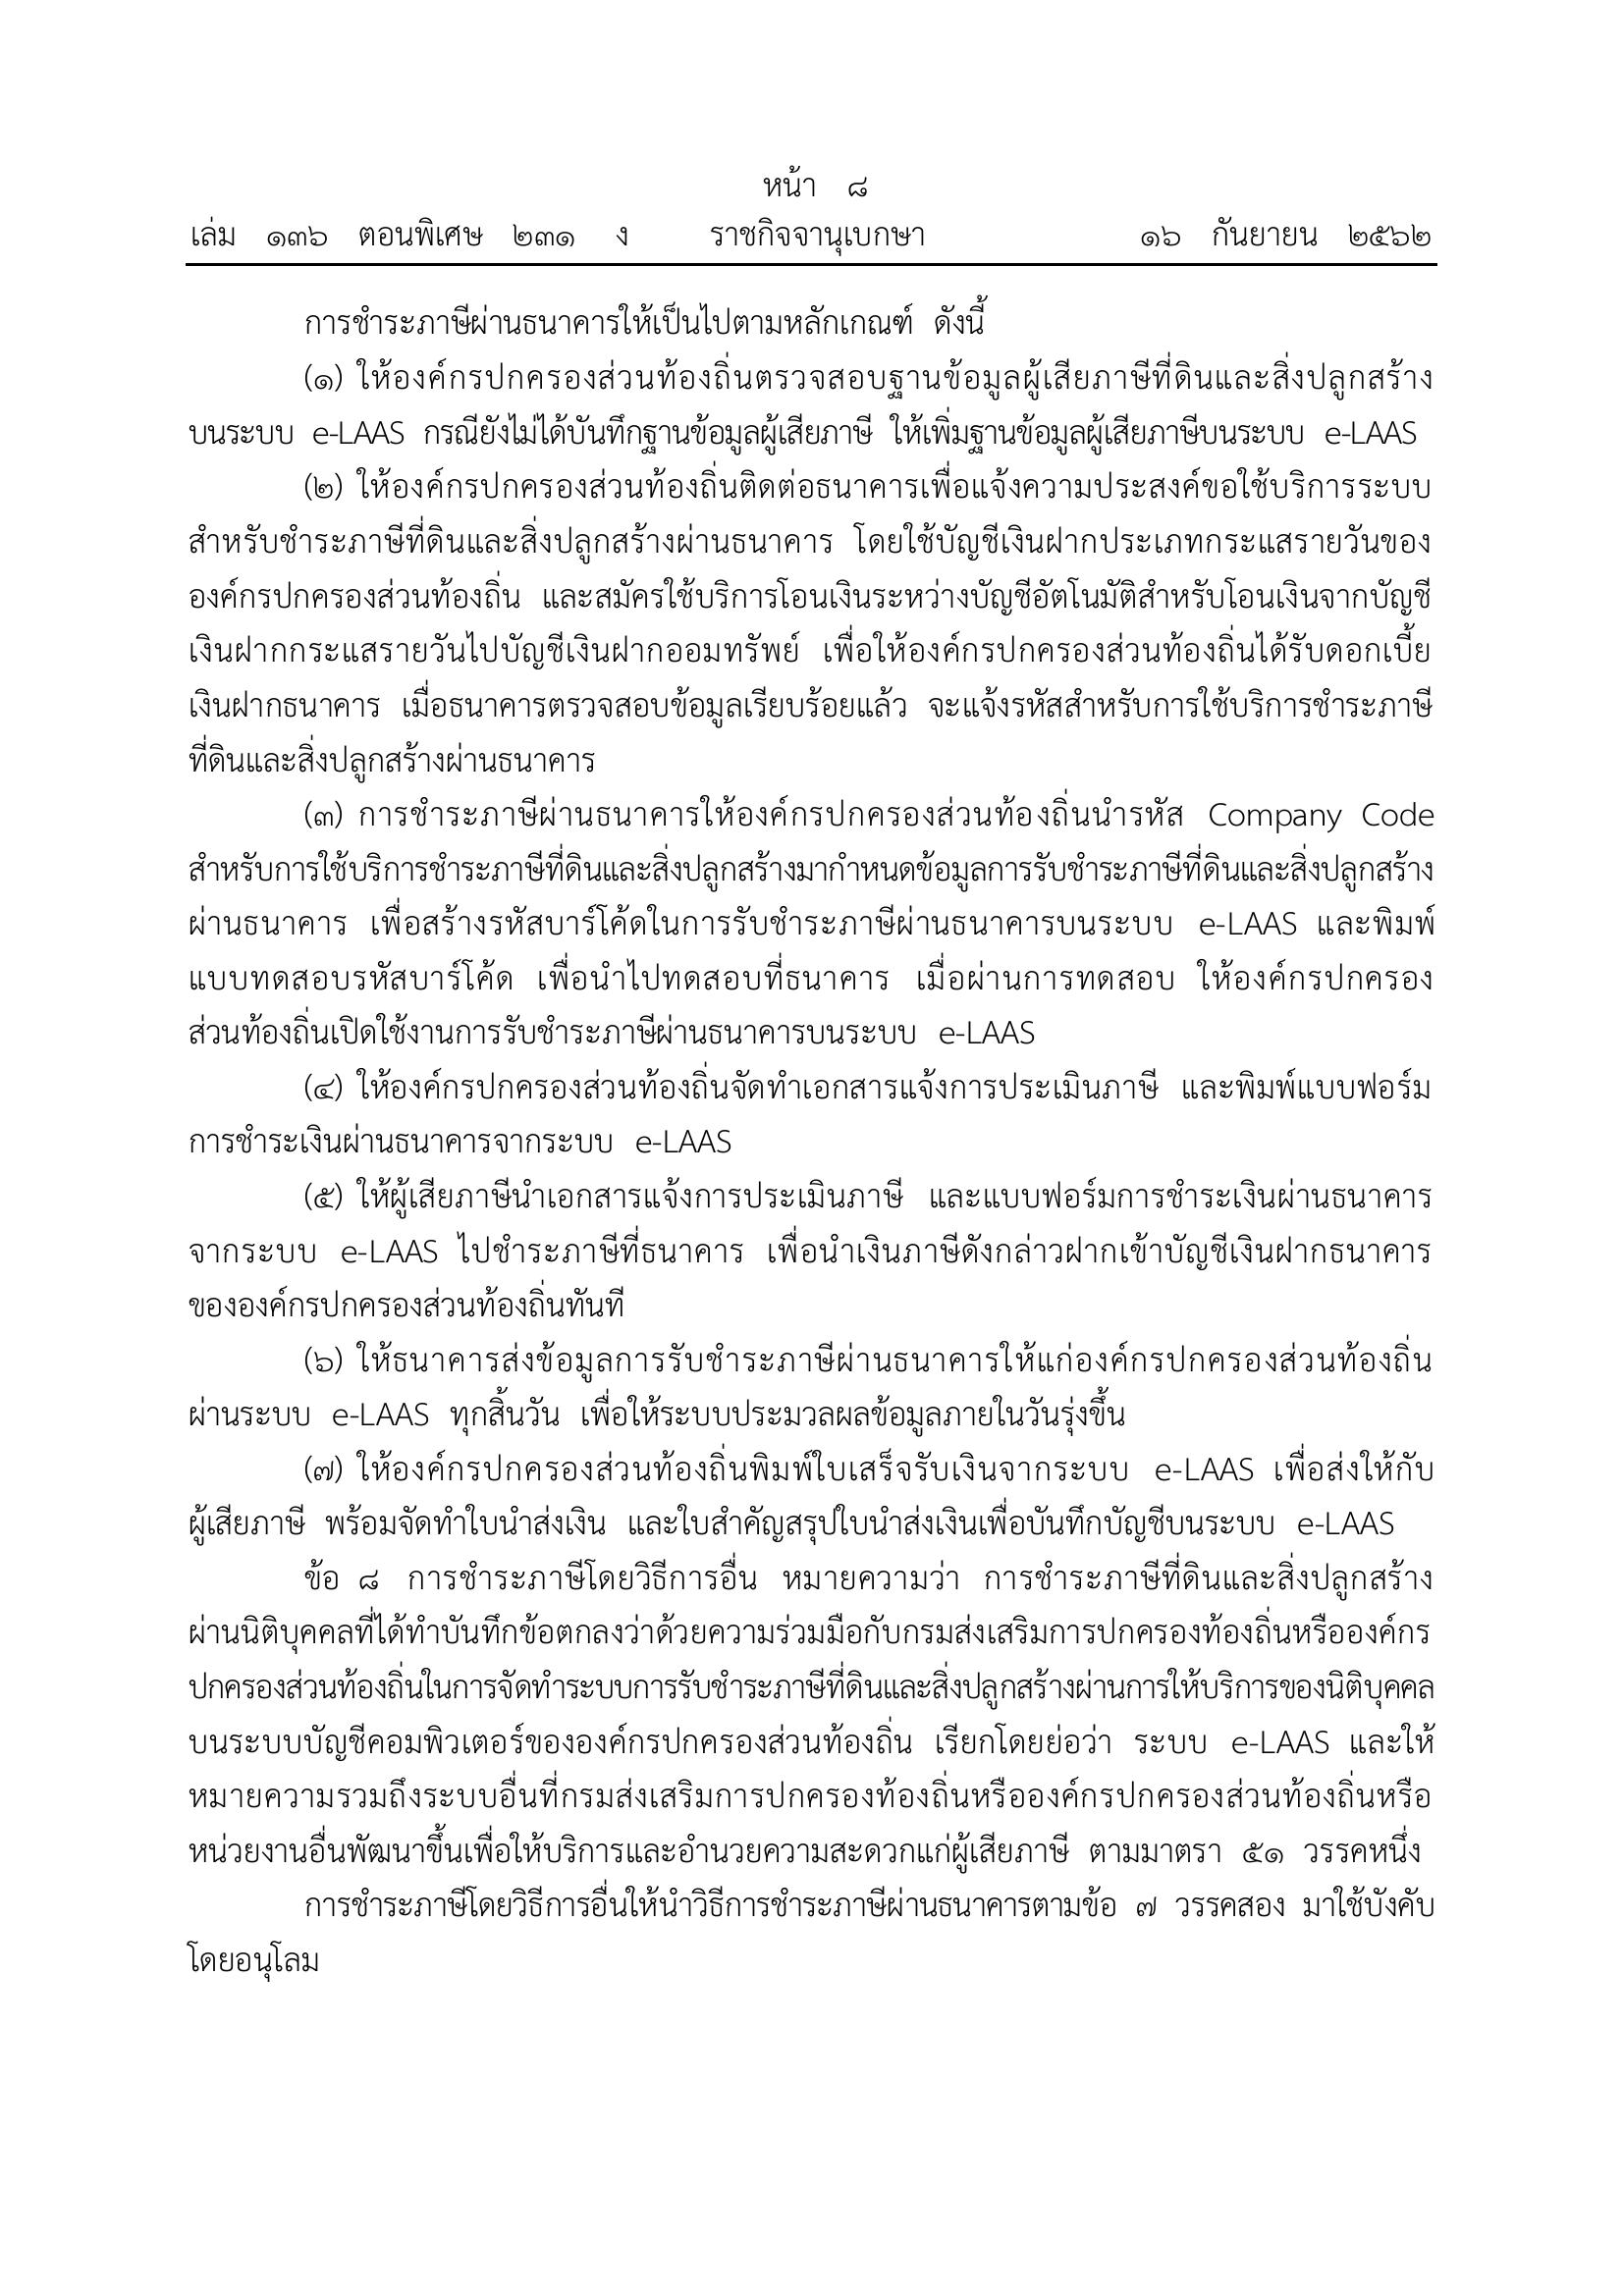 หน้า ๘
เล่ม ๑๓๖ ตอนพิเศษ ๒๓๑ ง ราชกิจจานุเบกษา ๑๖ กันยายน ๒๕๖๒
การชำระภาษีผ่านธนาคารให้เป็นไปตามหลักเกณฑ์ ดังนี้
(๑) ให้องค์กรปกครองส่วนท้องถิ่นตรวจสอบฐานข้อมูลผู้เสียภาษีที่ดินและสิ่งปลูกสร้าง
บนระบบ e-LAAS กรณียังไม่ได้บันทึกฐานข้อมูลผู้เสียภาษี ให้เพิ่มฐานข้อมูลผู้เสียภาษีบนระบบ e-LAAS
(๒) ให้องค์กรปกครองส่วนท้องถิ่นติดต่อธนาคารเพื่อแจ้งความประสงค์ขอใช้บริการระบบ
สำหรับชำระภาษีที่ดินและสิ่งปลูกสร้างผ่านธนาคาร โดยใช้บัญชีเงินฝากประเภทกระแสรายวันของ
องค์กรปกครองส่วนท้องถิ่น และสมัครใช้บริการโอนเงินระหว่างบัญชีอัตโนมัติสำหรับโอนเงินจากบัญชี
เงินฝากกระแสรายวันไปบัญชีเงินฝากออมทรัพย์ เพื่อให้องค์กรปกครองส่วนท้องถิ่นได้รับดอกเบี้ย
เงินฝากธนาคาร เมื่อธนาคารตรวจสอบข้อมูลเรียบร้อยแล้ว จะแจ้งรหัสสำหรับการใช้บริการชำระภาษี
ที่ดินและสิ่งปลูกสร้างผ่านธนาคาร
(๓) การชำระภาษีผ่านธนาคารให้องค์กรปกครองส่วนท้องถิ่นนำรหัส Company Code
สำหรับการใช้บริการชำระภาษีที่ดินและสิ่งปลูกสร้างมากำหนดข้อมูลการรับชำระภาษีที่ดินและสิ่งปลูกสร้าง
ผ่านธนาคาร เพื่อสร้างรหัสบาร์โค้ดในการรับชำระภาษีผ่านธนาคารบนระบบ e-LAAS และพิมพ์
แบบทดสอบรหัสบาร์โค้ด เพื่อนำไปทดสอบที่ธนาคาร เมื่อผ่านการทดสอบ ให้องค์กรปกครอง
ส่วนท้องถิ่นเปิดใช้งานการรับชำระภาษีผ่านธนาคารบนระบบ e-LAAS
(๔) ให้องค์กรปกครองส่วนท้องถิ่นจัดทำเอกสารแจ้งการประเมินภาษี และพิมพ์แบบฟอร์ม
การชำระเงินผ่านธนาคารจากระบบ e-LAAS
(๕) ให้ผู้เสียภาษีนำเอกสารแจ้งการประเมินภาษี และแบบฟอร์มการชำระเงินผ่านธนาคาร
จากระบบ e-LAAS ไปชำระภาษีที่ธนาคาร เพื่อนำเงินภาษีดังกล่าวฝากเข้าบัญชีเงินฝากธนาคาร
ขององค์กรปกครองส่วนท้องถิ่นทันที
(๖) ให้ธนาคารส่งข้อมูลการรับชำระภาษีผ่านธนาคารให้แก่องค์กรปกครองส่วนท้องถิ่น
ผ่านระบบ e-LAAS ทุกสิ้นวัน เพื่อให้ระบบประมวลผลข้อมูลภายในวันรุ่งขึ้น
(๗) ให้องค์กรปกครองส่วนท้องถิ่นพิมพ์ใบเสร็จรับเงินจากระบบ e-LAAS เพื่อส่งให้กับ
ผู้เสียภาษี พร้อมจัดทำใบนำส่งเงิน และใบสำคัญสรุปใบนำส่งเงินเพื่อบันทึกบัญชีบนระบบ e-LAAS
ข้อ ๘ การชำระภาษีโดยวิธีการอื่น หมายความว่า การชำระภาษีที่ดินและสิ่งปลูกสร้าง
ผ่านนิติบุคคลที่ได้ทำบันทึกข้อตกลงว่าด้วยความร่วมมือกับกรมส่งเสริมการปกครองท้องถิ่นหรือองค์กร
ปกครองส่วนท้องถิ่นในการจัดทำระบบการรับชำระภาษีที่ดินและสิ่งปลูกสร้างผ่านการให้บริการของนิติบุคคล
บนระบบบัญชีคอมพิวเตอร์ขององค์กรปกครองส่วนท้องถิ่น เรียกโดยย่อว่า ระบบ e-LAAS และให้
หมายความรวมถึงระบบอื่นที่กรมส่งเสริมการปกครองท้องถิ่นหรือองค์กรปกครองส่วนท้องถิ่นหรือ
หน่วยงานอื่นพัฒนาขึ้นเพื่อให้บริการและอำนวยความสะดวกแก่ผู้เสียภาษี ตามมาตรา ๕๑ วรรคหนึ่ง
การชำระภาษีโดยวิธีการอื่นให้นำวิธีการชำระภาษีผ่านธนาคารตามข้อ ๗ วรรคสอง มาใช้บังคับ
โดยอนุโลม